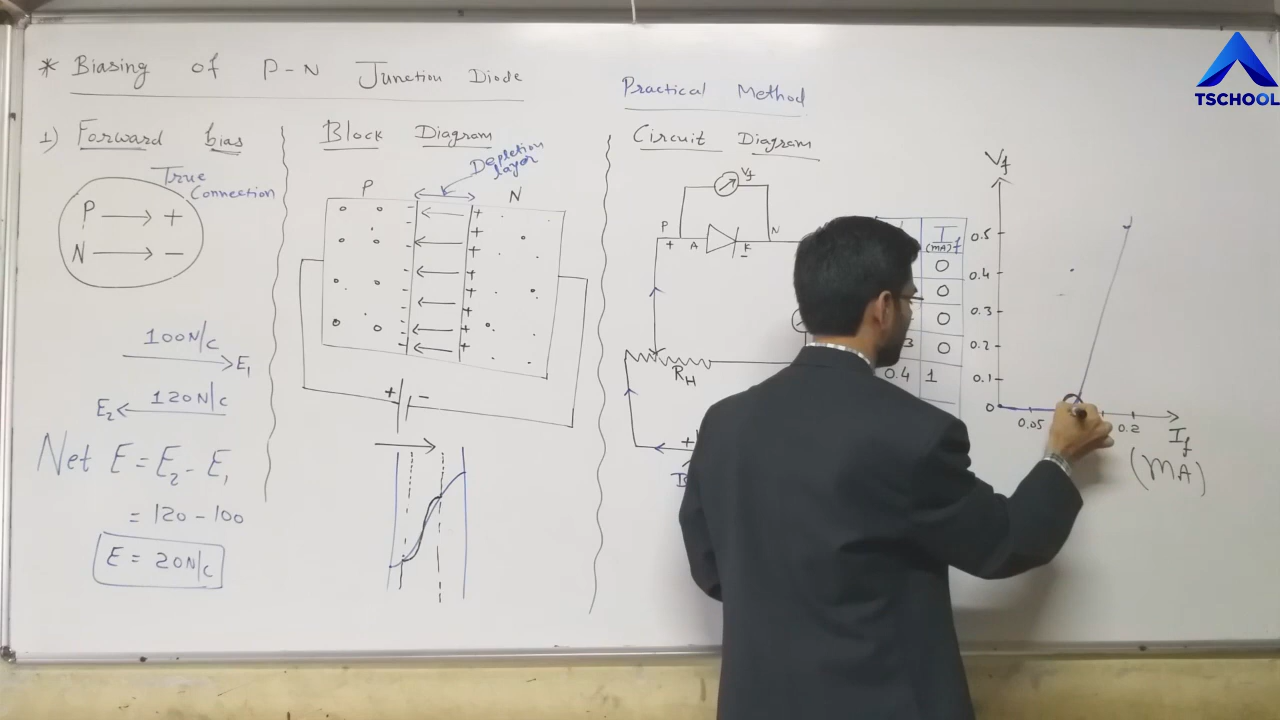 * Biasing of P-N Junction Diode
1) Forward bias
True
Connection
P → +
N → −
100N/C
E1
120N/C
E2
Net E = E2 - E1
= 120 - 100
E = 20N/C
Block Diagram
Depletion
layer
P N
+ −
Practical Method
Circuit Diagram
Vf
P N
+ A K
RH
+
I
(MA) f
0
0
0
3 0
0.4 1
Vf
0.5
0.4
0.3
0.2
0.1
0
0.05 0.2
If
(MA)
TSCHOOL